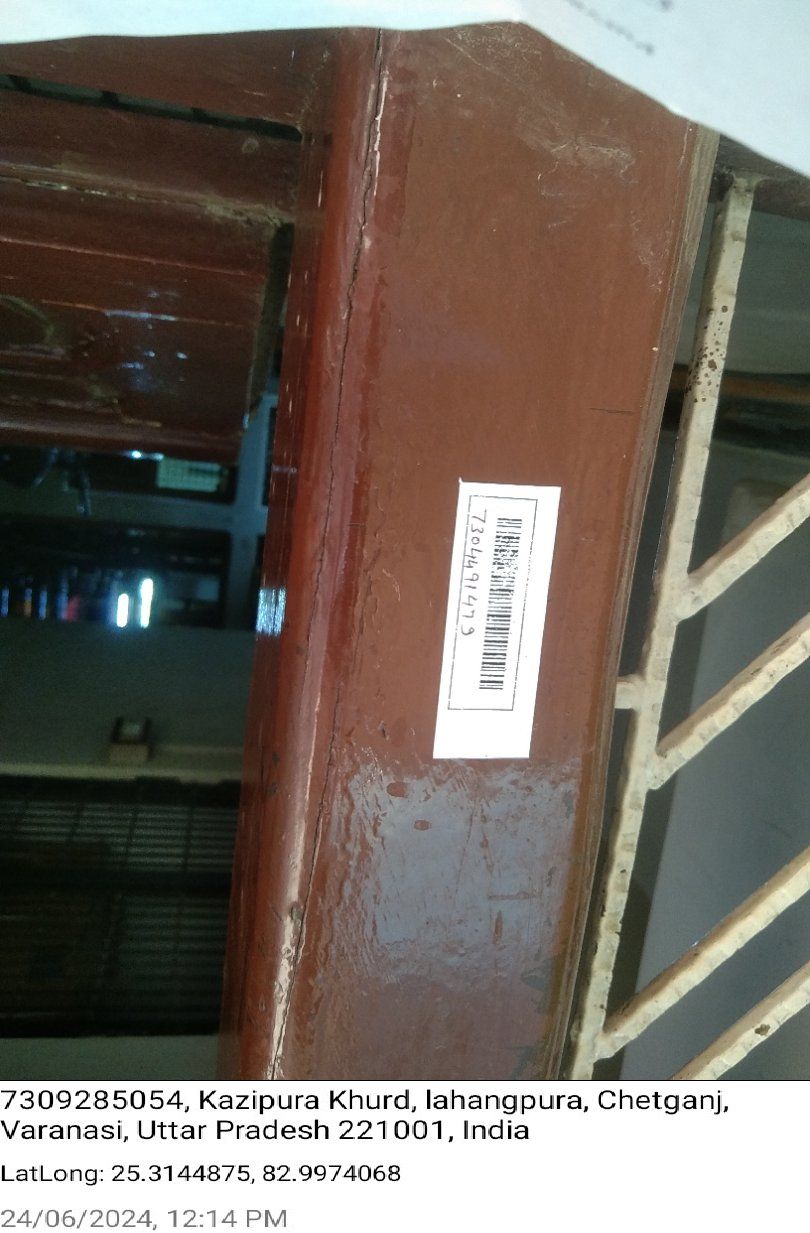 7304491479
7309285054, Kazipura Khurd, lahangpura, Chetganj,
Varanasi, Uttar Pradesh 221001, India
LatLong: 25.3144875, 82.9974068
24/06/2024, 12:14 PM